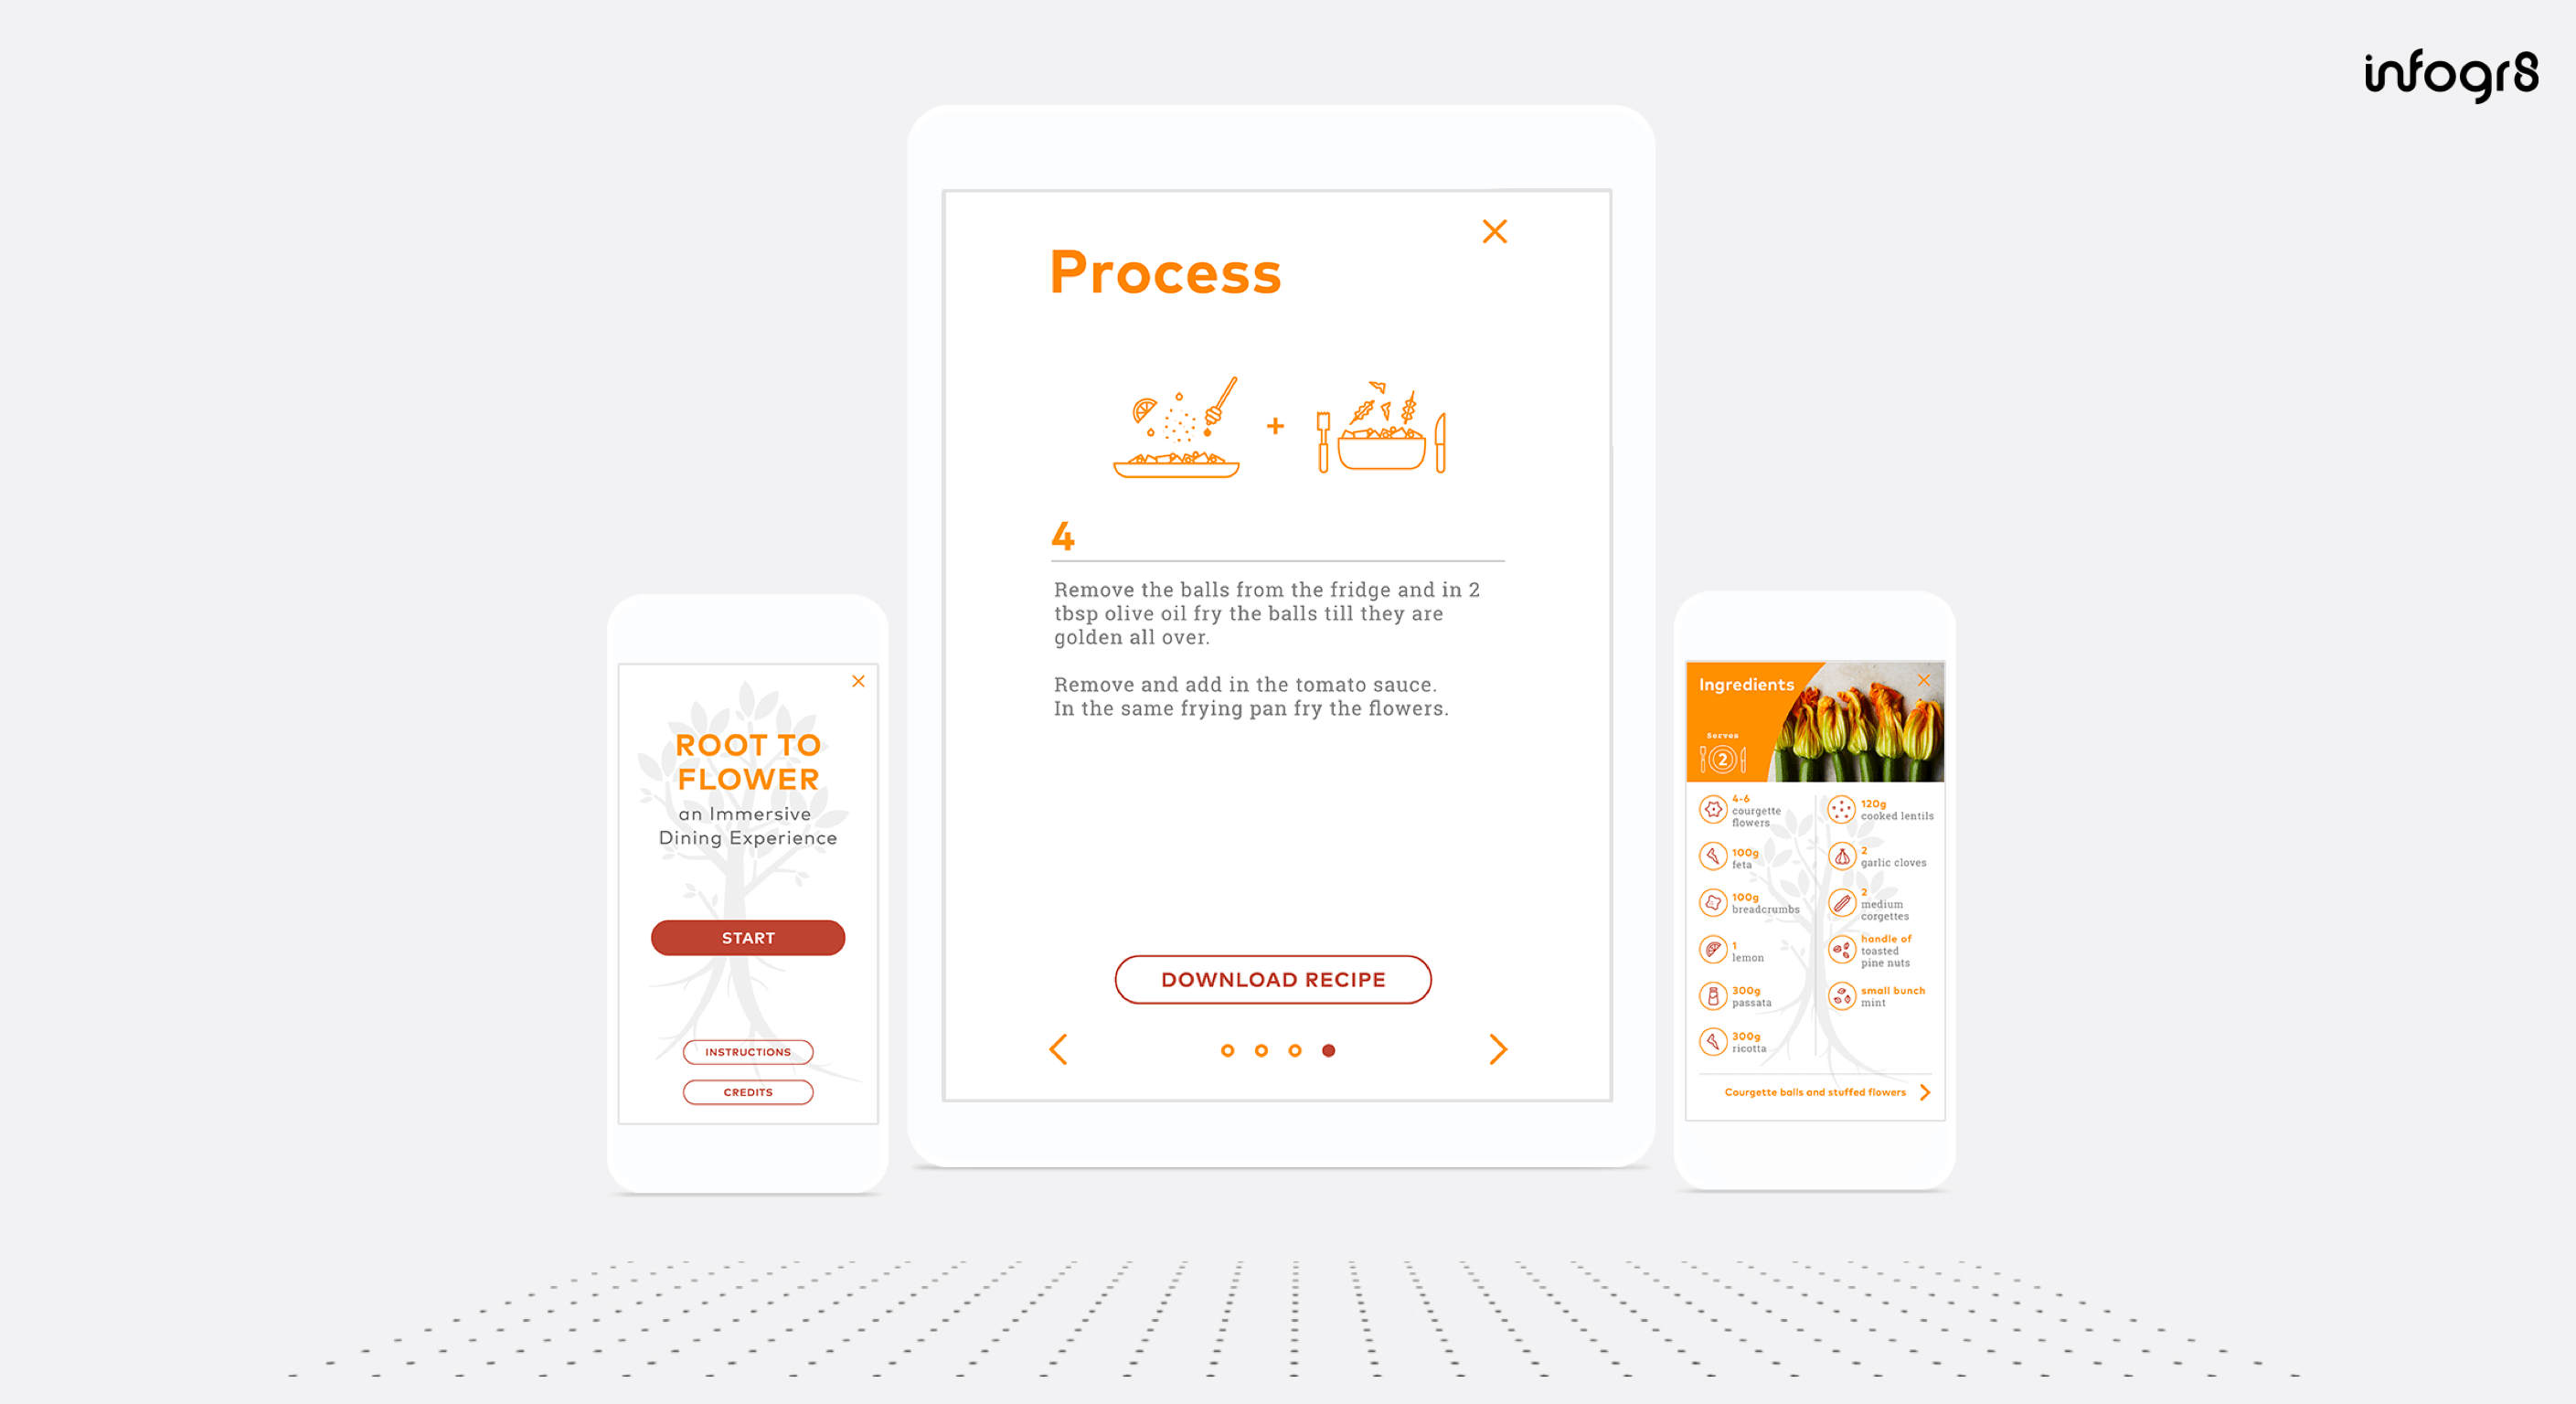 infogr8
ROOT TO
FLOWER
an Immersive
Dining Experience
START
INSTRUCTIONS
CREDITS
Process
+
4
Remove the balls from the fridge and in 2
tbsp olive oil fry the balls till they are
golden all over.
Remove and add in the tomato sauce.
In the same frying pan fry the flowers.
DOWNLOAD RECIPE
Ingredients
Serves
2
4-6
courgette
flowers
100g
feta
100g
breadcrumbs
1
lemon
300g
passata
300g
ricotta
120g
cooked lentils
2
garlic cloves
2
medium
corgettes
handle of
toasted
pine nuts
small bunch
mint
Courgette balls and stuffed flowers